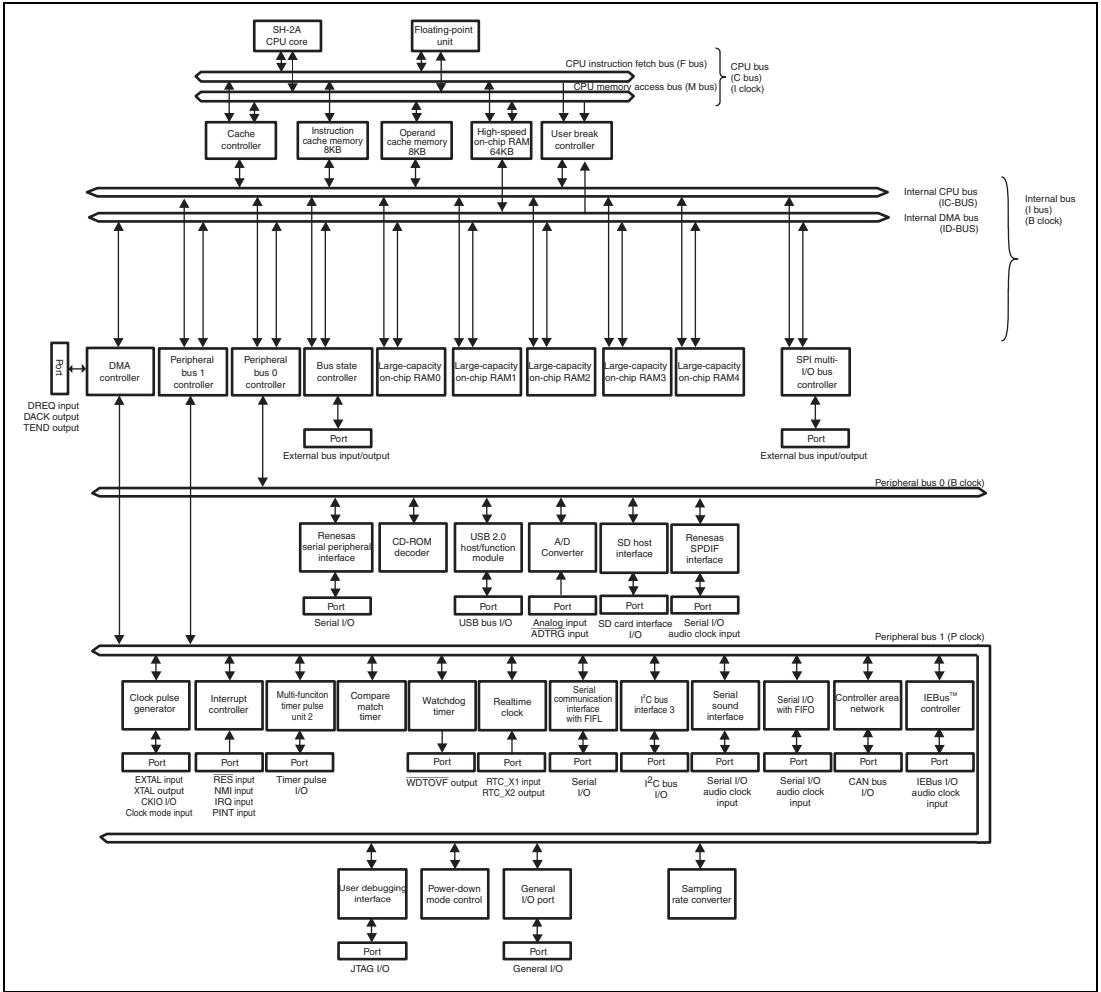 SH-2A
CPU core
Floating-point
unit
CPU instruction fetch bus (F bus)
CPU memory access bus (M bus)
CPU bus
(C bus)
(I clock)
Cache
controller
Instruction
cache memory
8KB
Operand
cache memory
8KB
High-speed
on-chip RAM
64KB
User break
controller
Internal CPU bus
(IC-BUS)
Internal DMA bus
(ID-BUS)
Internal bus
(I bus)
(B clock)
Port
DREQ input
DACK output
TEND output
DMA
controller
Peripheral
bus 1
controller
Peripheral
bus 0
controller
Bus state
controller
Large-capacity
on-chip RAM0
Large-capacity
on-chip RAM1
Large-capacity
on-chip RAM2
Large-capacity
on-chip RAM3
Large-capacity
on-chip RAM4
SPI multi-
I/O bus
controller
Port
External bus input/output
Port
External bus input/output
Peripheral bus 0 (B clock)
Renesas
serial peripheral
interface
CD-ROM
decoder
USB 2.0
host/function
module
A/D
Converter
SD host
interface
Renesas
SPDIF
interface
Port
Serial I/O
Port
USB bus I/O
Port
Analog input
ADTRG input
Port
SD card interface
I/O
Port
Serial I/O
audio clock input
Peripheral bus 1 (P clock)
Clock pulse
generator
Interrupt
controller
Multi-funciton
timer pulse
unit 2
Compare
match
timer
Watchdog
timer
Realtime
clock
Serial
communication
interface
with FIFL
I²C bus
interface 3
Serial
sound
interface
Serial I/O
with FIFO
Controller area
network
IEBus™
controller
Port
EXTAL input
XTAL output
CKIO I/O
Clock mode input
Port
RES input
NMI input
IRQ input
PINT input
Port
Timer pulse
I/O
Port
WDTOVF output
Port
RTC_X1 input
RTC_X2 output
Port
Serial
I/O
Port
I²C bus
I/O
Port
Serial I/O
audio clock
input
Port
Serial I/O
audio clock
input
Port
CAN bus
I/O
Port
IEBus I/O
audio clock
input
User debugging
interface
Power-down
mode control
General
I/O port
Sampling
rate converter
Port
JTAG I/O
Port
General I/O